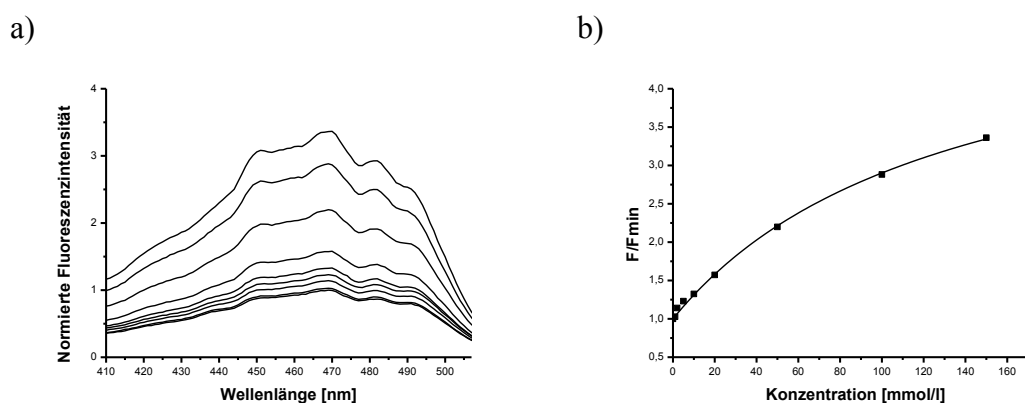 a)
b)
4
3
2
1
0
Normierte Fluoreszenzintensität
410 420 430 440 450 460 470 480 490 500
Wellenlänge [nm]
4,0
3,5
3,0
2,5
2,0
1,5
1,0
0,5
F/Fmin
0 20 40 60 80 100 120 140 160
Konzentration [mmol/l]